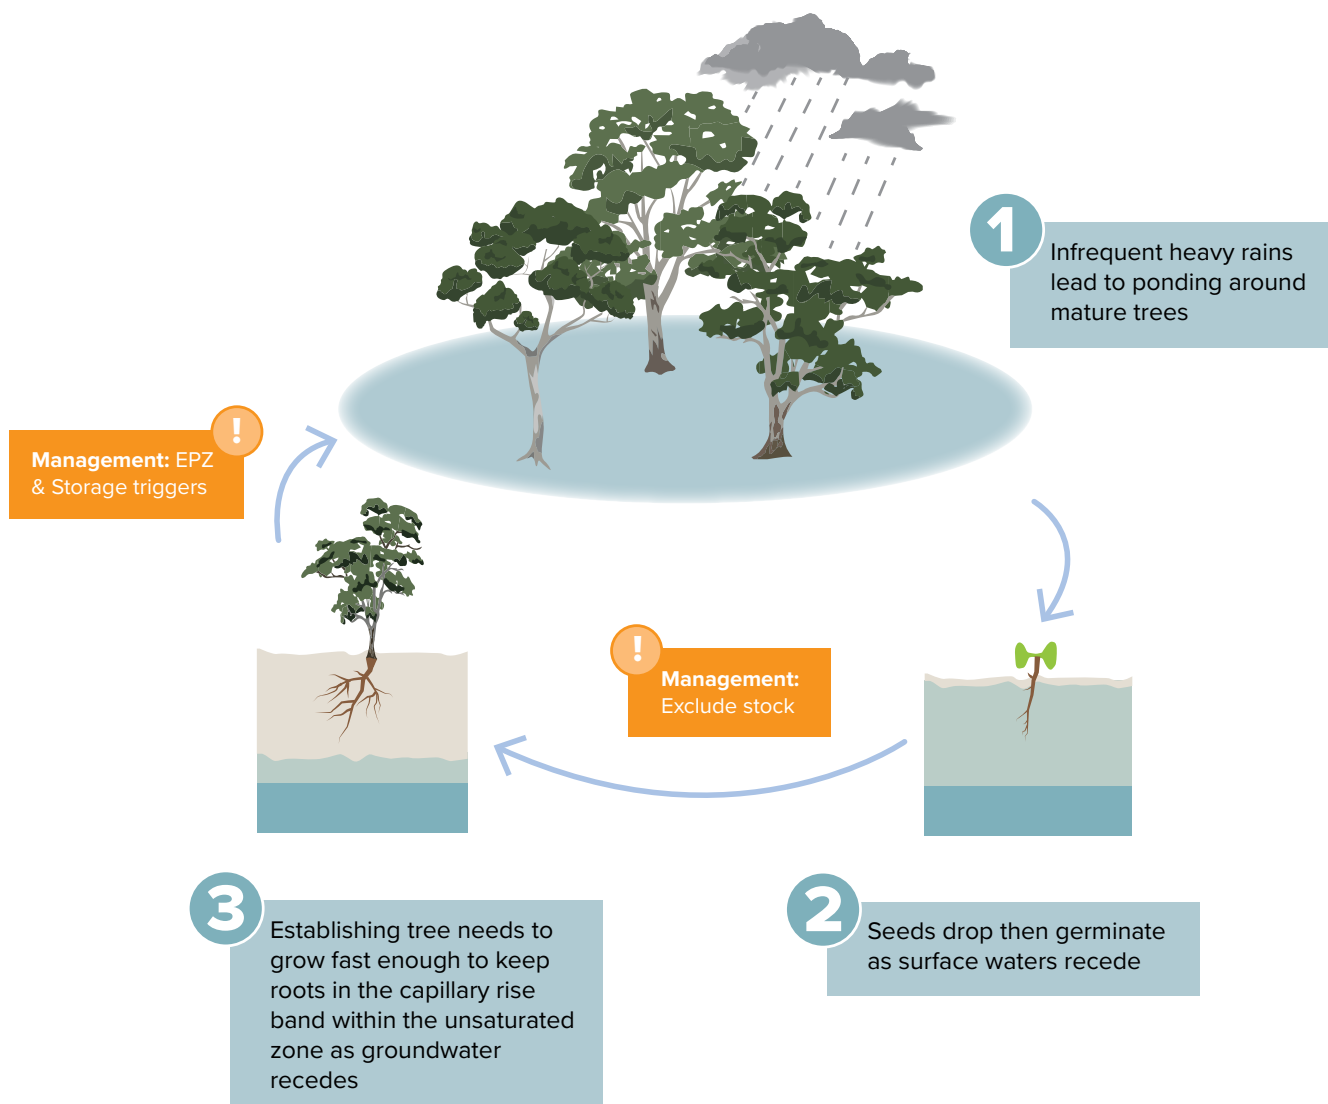 1
Infrequent heavy rains
lead to ponding around
mature trees
!
Management: EPZ
& Storage triggers
!
Management:
Exclude stock
2
Seeds drop then germinate
as surface waters recede
3
Establishing tree needs to
grow fast enough to keep
roots in the capillary rise
band within the unsaturated
zone as groundwater
recedes